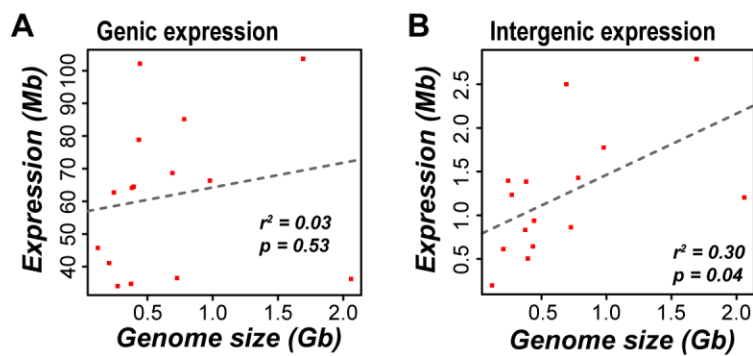 A
Genic expression
Expression (Mb)
100
90
80
70
60
50
40
r² = 0.03
p = 0.53
0.5 1.0 1.5 2.0
Genome size (Gb)
B
Intergenic expression
Expression (Mb)
2.5
2.0
1.5
1.0
0.5
r² = 0.30
p = 0.04
0.5 1.0 1.5 2.0
Genome size (Gb)